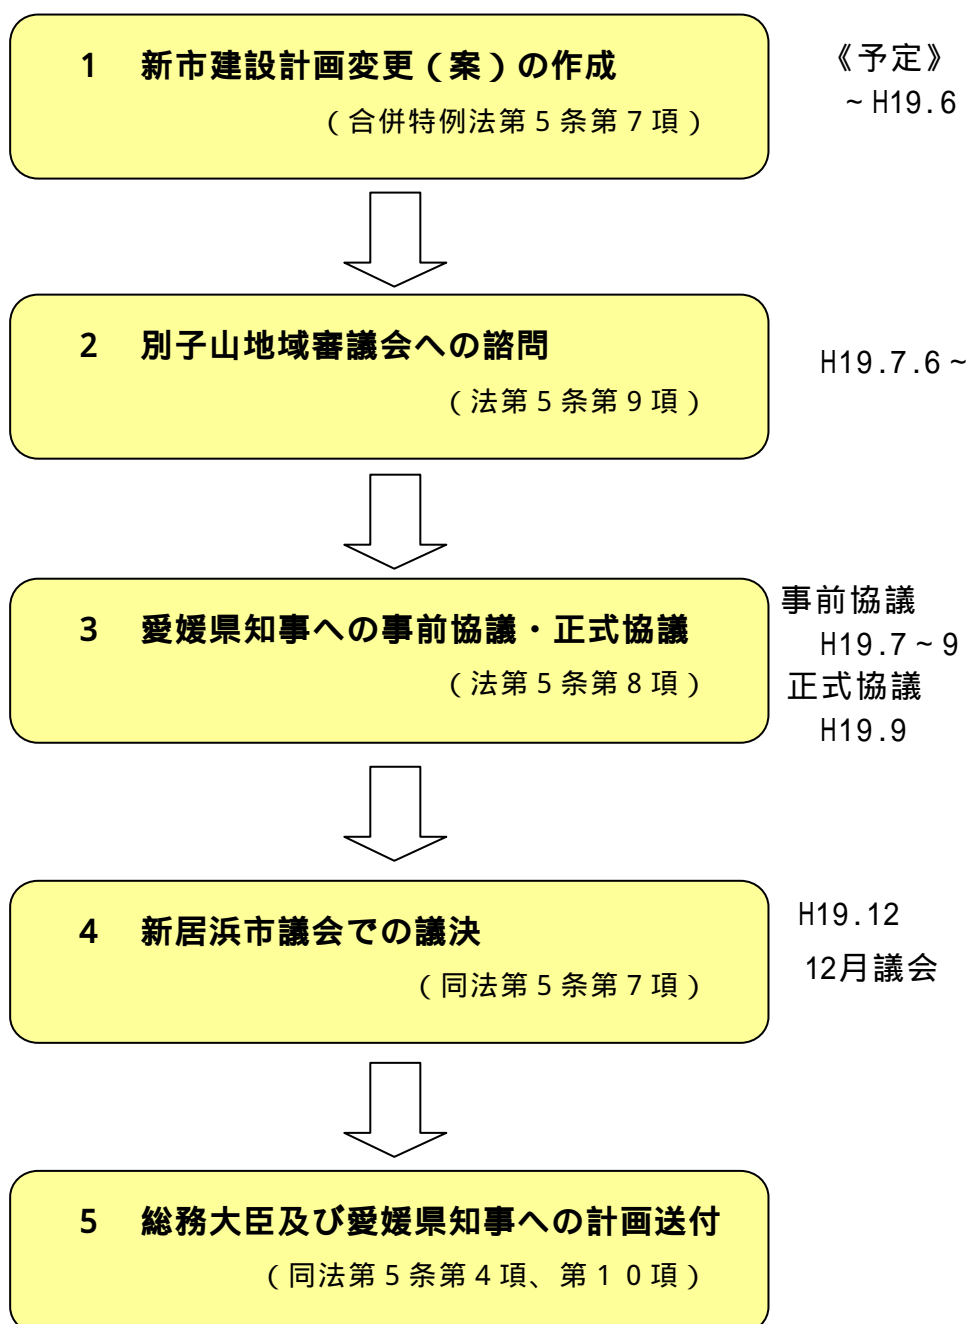 1 新市建設計画変更（案）の作成
（合併特例法第５条第７項）
《予定》
～H19.6
2 別子山地域審議会への諮問
（法第５条第９項）
H19.7.6～
3 愛媛県知事への事前協議・正式協議
（法第５条第８項）
事前協議
H19.7～9
正式協議
H19.9
4 新居浜市議会での議決
（同法第５条第７項）
H19.12
12月議会
5 総務大臣及び愛媛県知事への計画送付
（同法第５条第４項、第１０項）